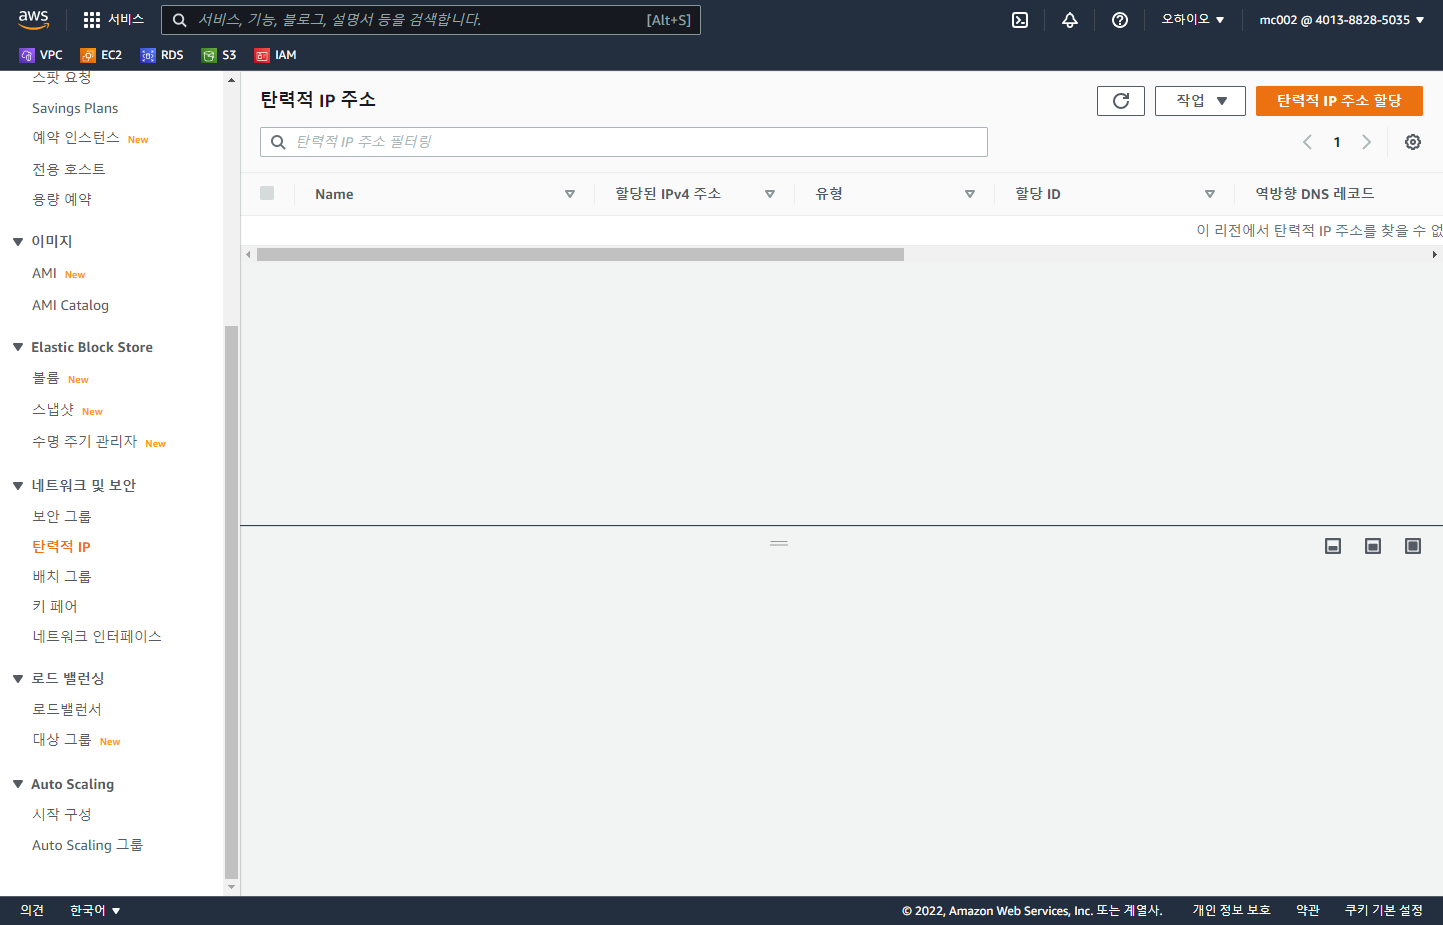 aws
서비스
서비스, 기능, 블로그, 설명서 등을 검색합니다.
[Alt+S]
오하이오
mc002 @ 4013-8828-5035
VPC
EC2
RDS
S3
IAM
스팟 요청
Savings Plans
예약 인스턴스 New
전용 호스트
용량 예약
이미지
AMI New
AMI Catalog
Elastic Block Store
볼륨 New
스냅샷 New
수명 주기 관리자 New
네트워크 및 보안
보안 그룹
탄력적 IP
배치 그룹
키 페어
네트워크 인터페이스
로드 밸런싱
로드밸런서
대상 그룹 New
Auto Scaling
시작 구성
Auto Scaling 그룹
탄력적 IP 주소
작업
탄력적 IP 주소 할당
탄력적 IP 주소 필터링
1
Name
할당된 IPv4 주소
유형
할당 ID
역방향 DNS 레코드
이 리전에서 탄력적 IP 주소를 찾을 수 없
의견
한국어
© 2022, Amazon Web Services, Inc. 또는 계열사.
개인 정보 보호
약관
쿠키 기본 설정